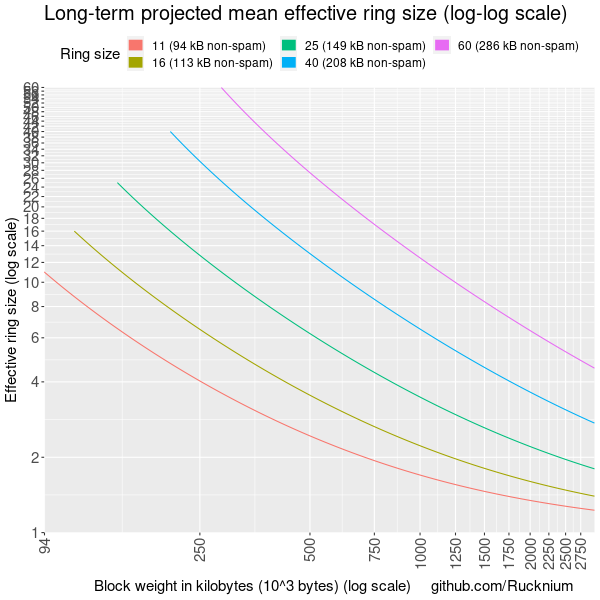 Long-term projected mean effective ring size (log-log scale)
Ring size
11 (94 kB non-spam)
25 (149 kB non-spam)
60 (286 kB non-spam)
16 (113 kB non-spam)
40 (208 kB non-spam)
Effective ring size (log scale)
60
30
28
26
24
22
20
18
16
14
12
10
8
6
4
2
1
94
250
500
750
1000
1250
1500
1750
2000
2250
2500
2750
Block weight in kilobytes (10^3 bytes) (log scale)
github.com/Rucknium